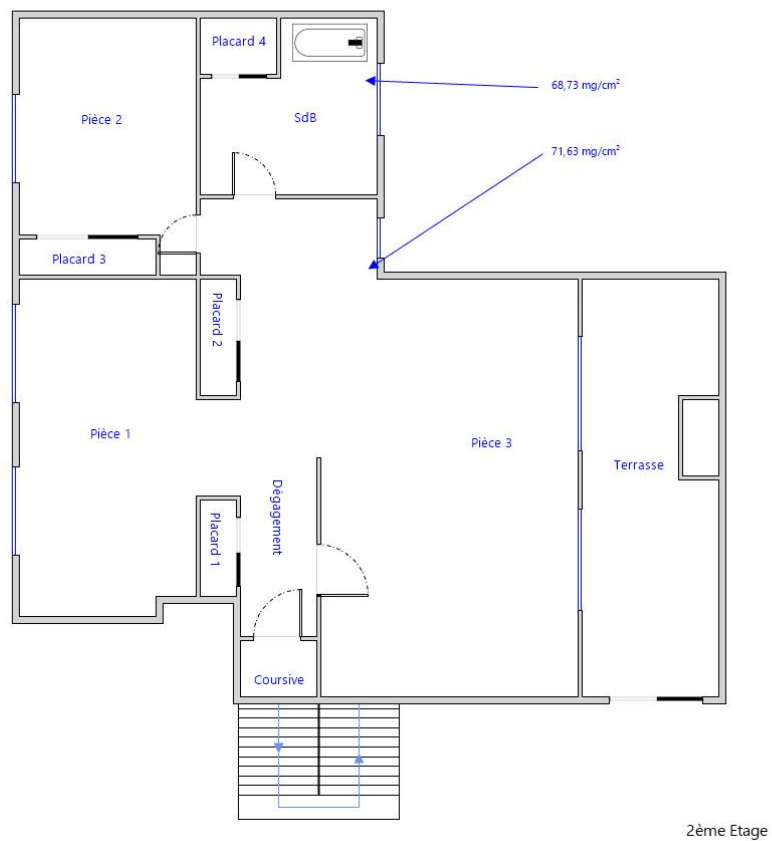 Placard 4
68,73 mg/cm²
Pièce 2
SdB
71,63 mg/cm²
Placard 3
Placard 2
Pièce 1
Pièce 3
Terrasse
Dégagement
Placard 1
Coursive
2ème Etage